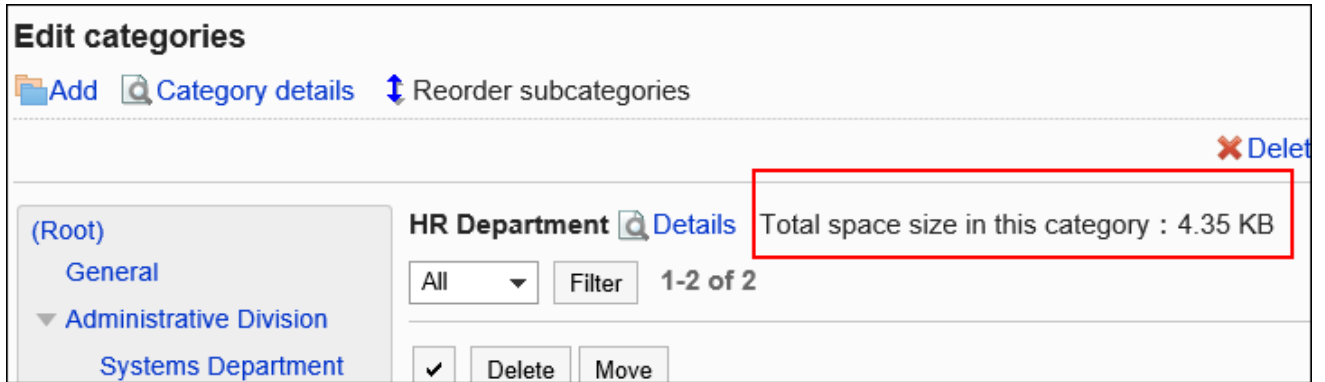 Edit categories
Add Category details Reorder subcategories
Delet
(Root)
General
Administrative Division
Systems Department
HR Department Details Total space size in this category : 4.35 KB
All Filter 1-2 of 2
Delete Move